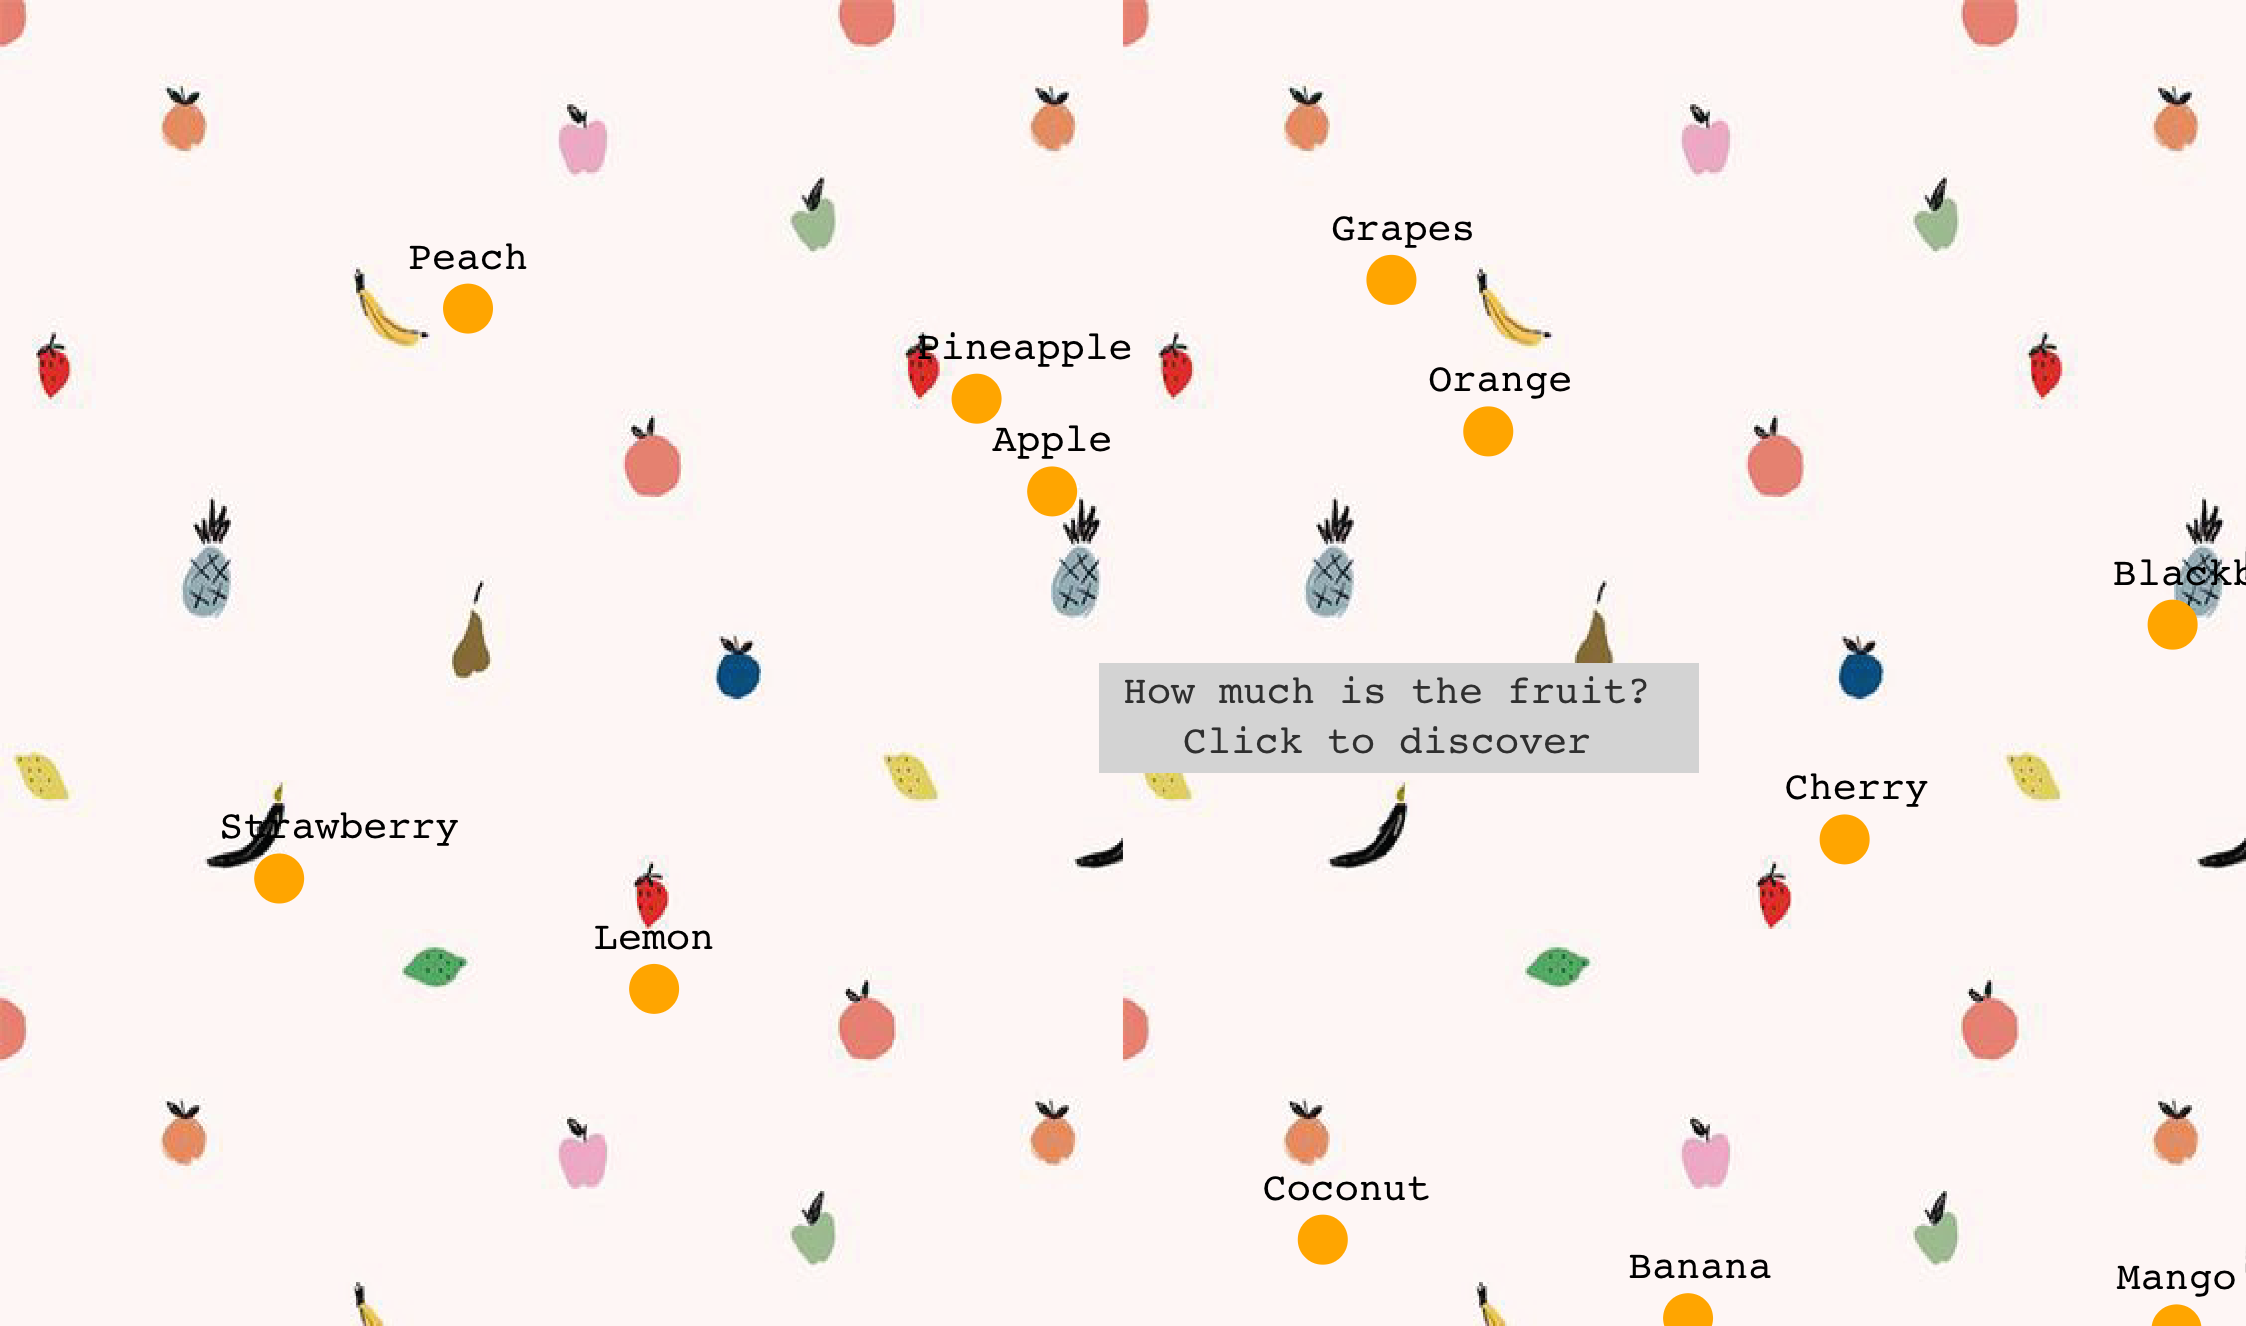 Grapes
Peach
Pineapple
Orange
Apple
How much is the fruit?
Click to discover
Cherry
Strawberry
Lemon
Coconut
Banana
Mango